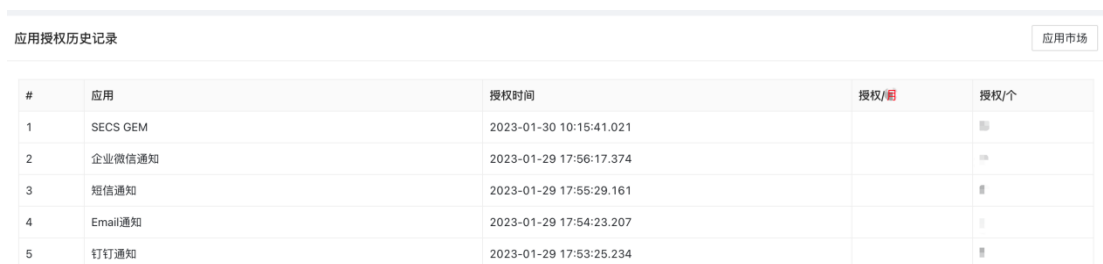 应用授权历史记录
应用市场
# 应用 授权时间 授权/ 授权/个
1 SECS GEM 2023-01-30 10:15:41.021
2 企业微信通知 2023-01-29 17:56:17.374
3 短信通知 2023-01-29 17:55:29.161
4 Email通知 2023-01-29 17:54:23.207
5 钉钉通知 2023-01-29 17:53:25.234